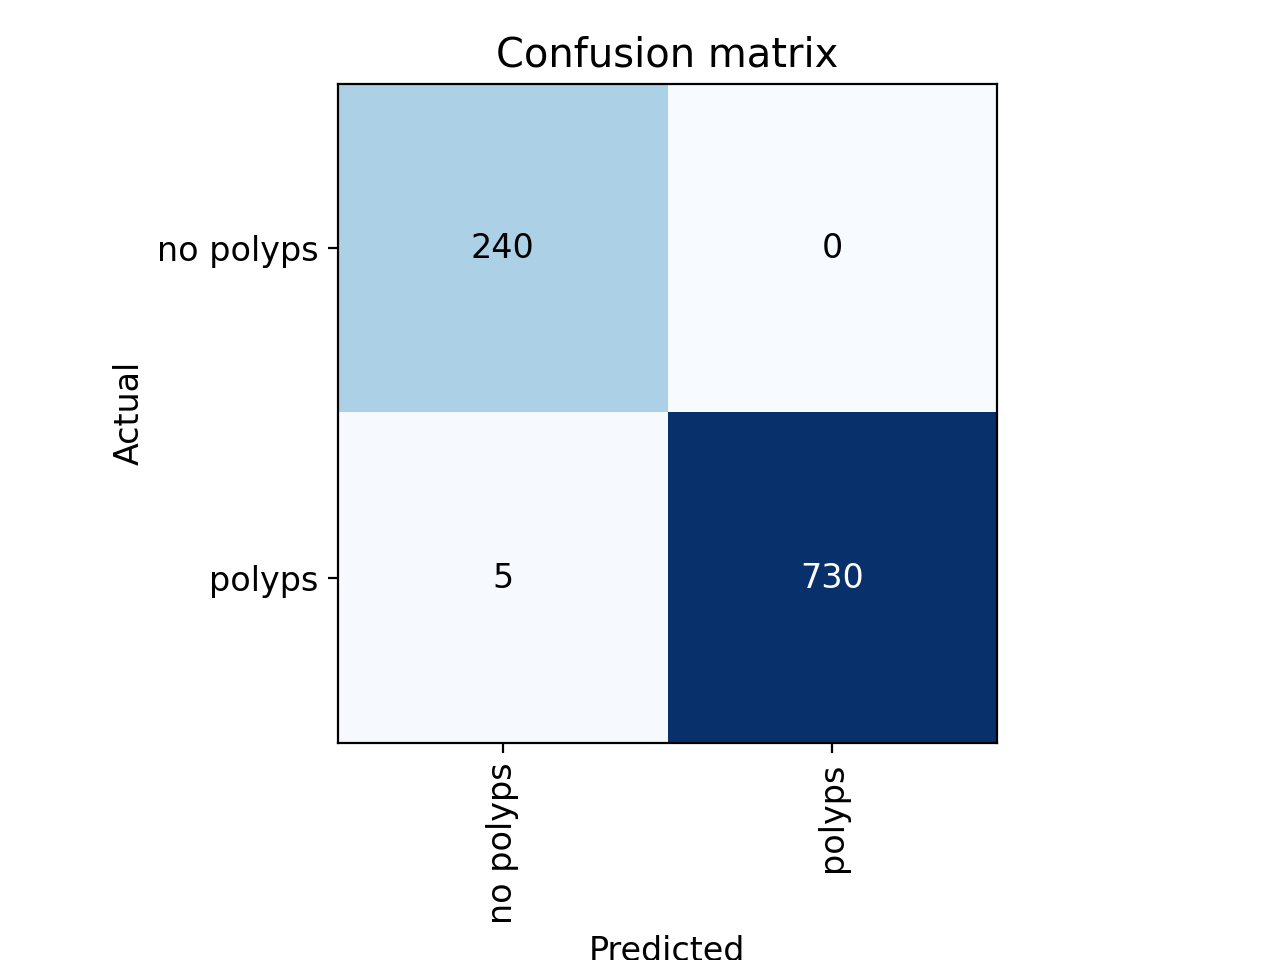 Confusion matrix
no polyps
240
0
Actual
polyps
5
730
no polyps
polyps
Predicted